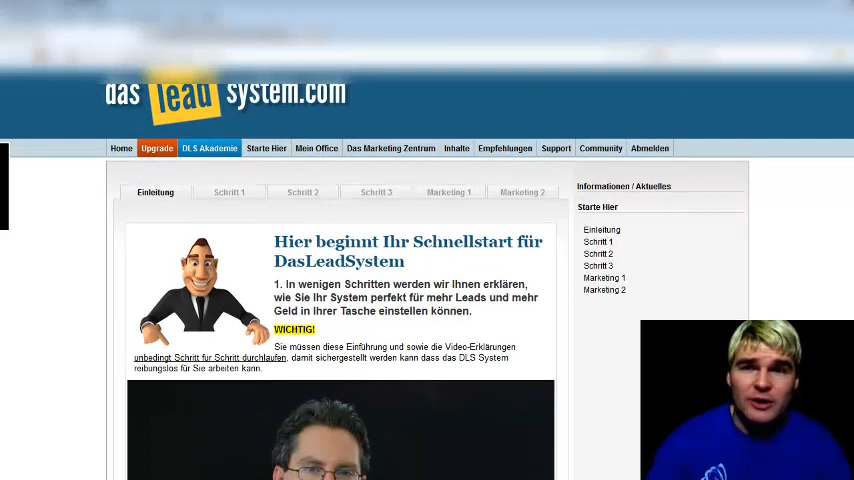 das lead system.com
Home Upgrade DLS Akademie Starte Hier Mein Office Das Marketing Zentrum Inhalte Empfehlungen Support Community Abmelden
Einleitung Schritt 1 Schritt 2 Schritt 3 Marketing 1 Marketing 2
Hier beginnt Ihr Schnellstart für
DasLeadSystem
1. In wenigen Schritten werden wir Ihnen erklären,
wie Sie Ihr System perfekt für mehr Leads und mehr
Geld in Ihrer Tasche einstellen können.
WICHTIG!
Sie müssen diese Einführung und sowie die Video-Erklärungen
unbedingt Schritt für Schritt durchlaufen, damit sichergestellt werden kann dass das DLS System
reibungslos für Sie arbeiten kann.
Informationen / Aktuelles
Starte Hier
Einleitung
Schritt 1
Schritt 2
Schritt 3
Marketing 1
Marketing 2